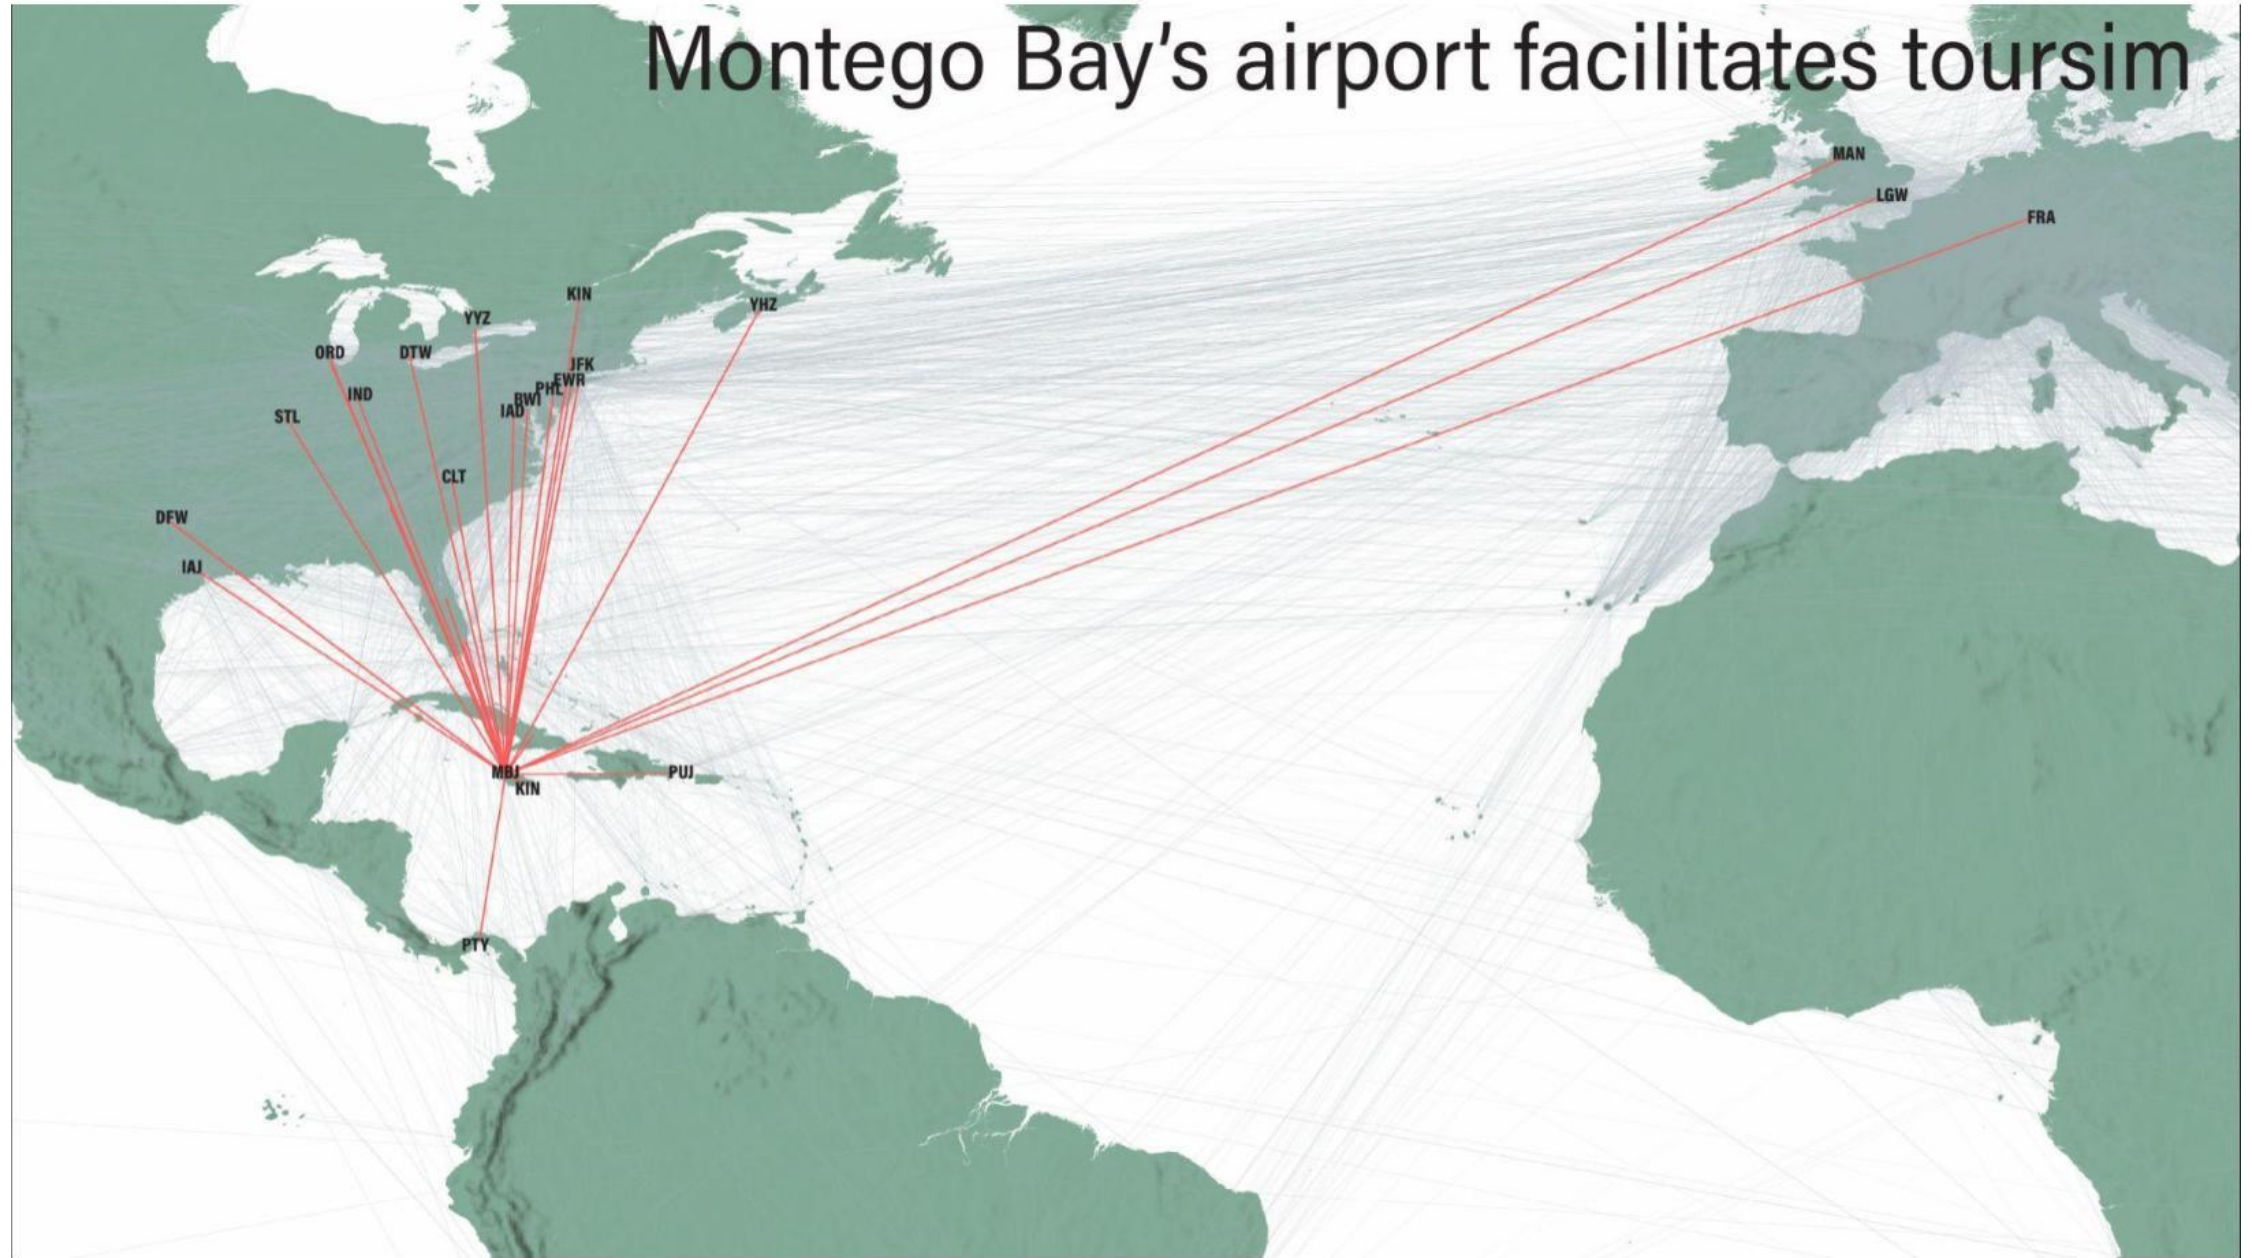 Montego Bay's airport facilitates toursim
MAN
LGW
FRA
KIN
YHZ
YYZ
ORD
DTW
JFK
EWR
PHL
IND
BWI
IAD
STL
CLT
DFW
IAJ
MBJ
PUJ
KIN
PTY